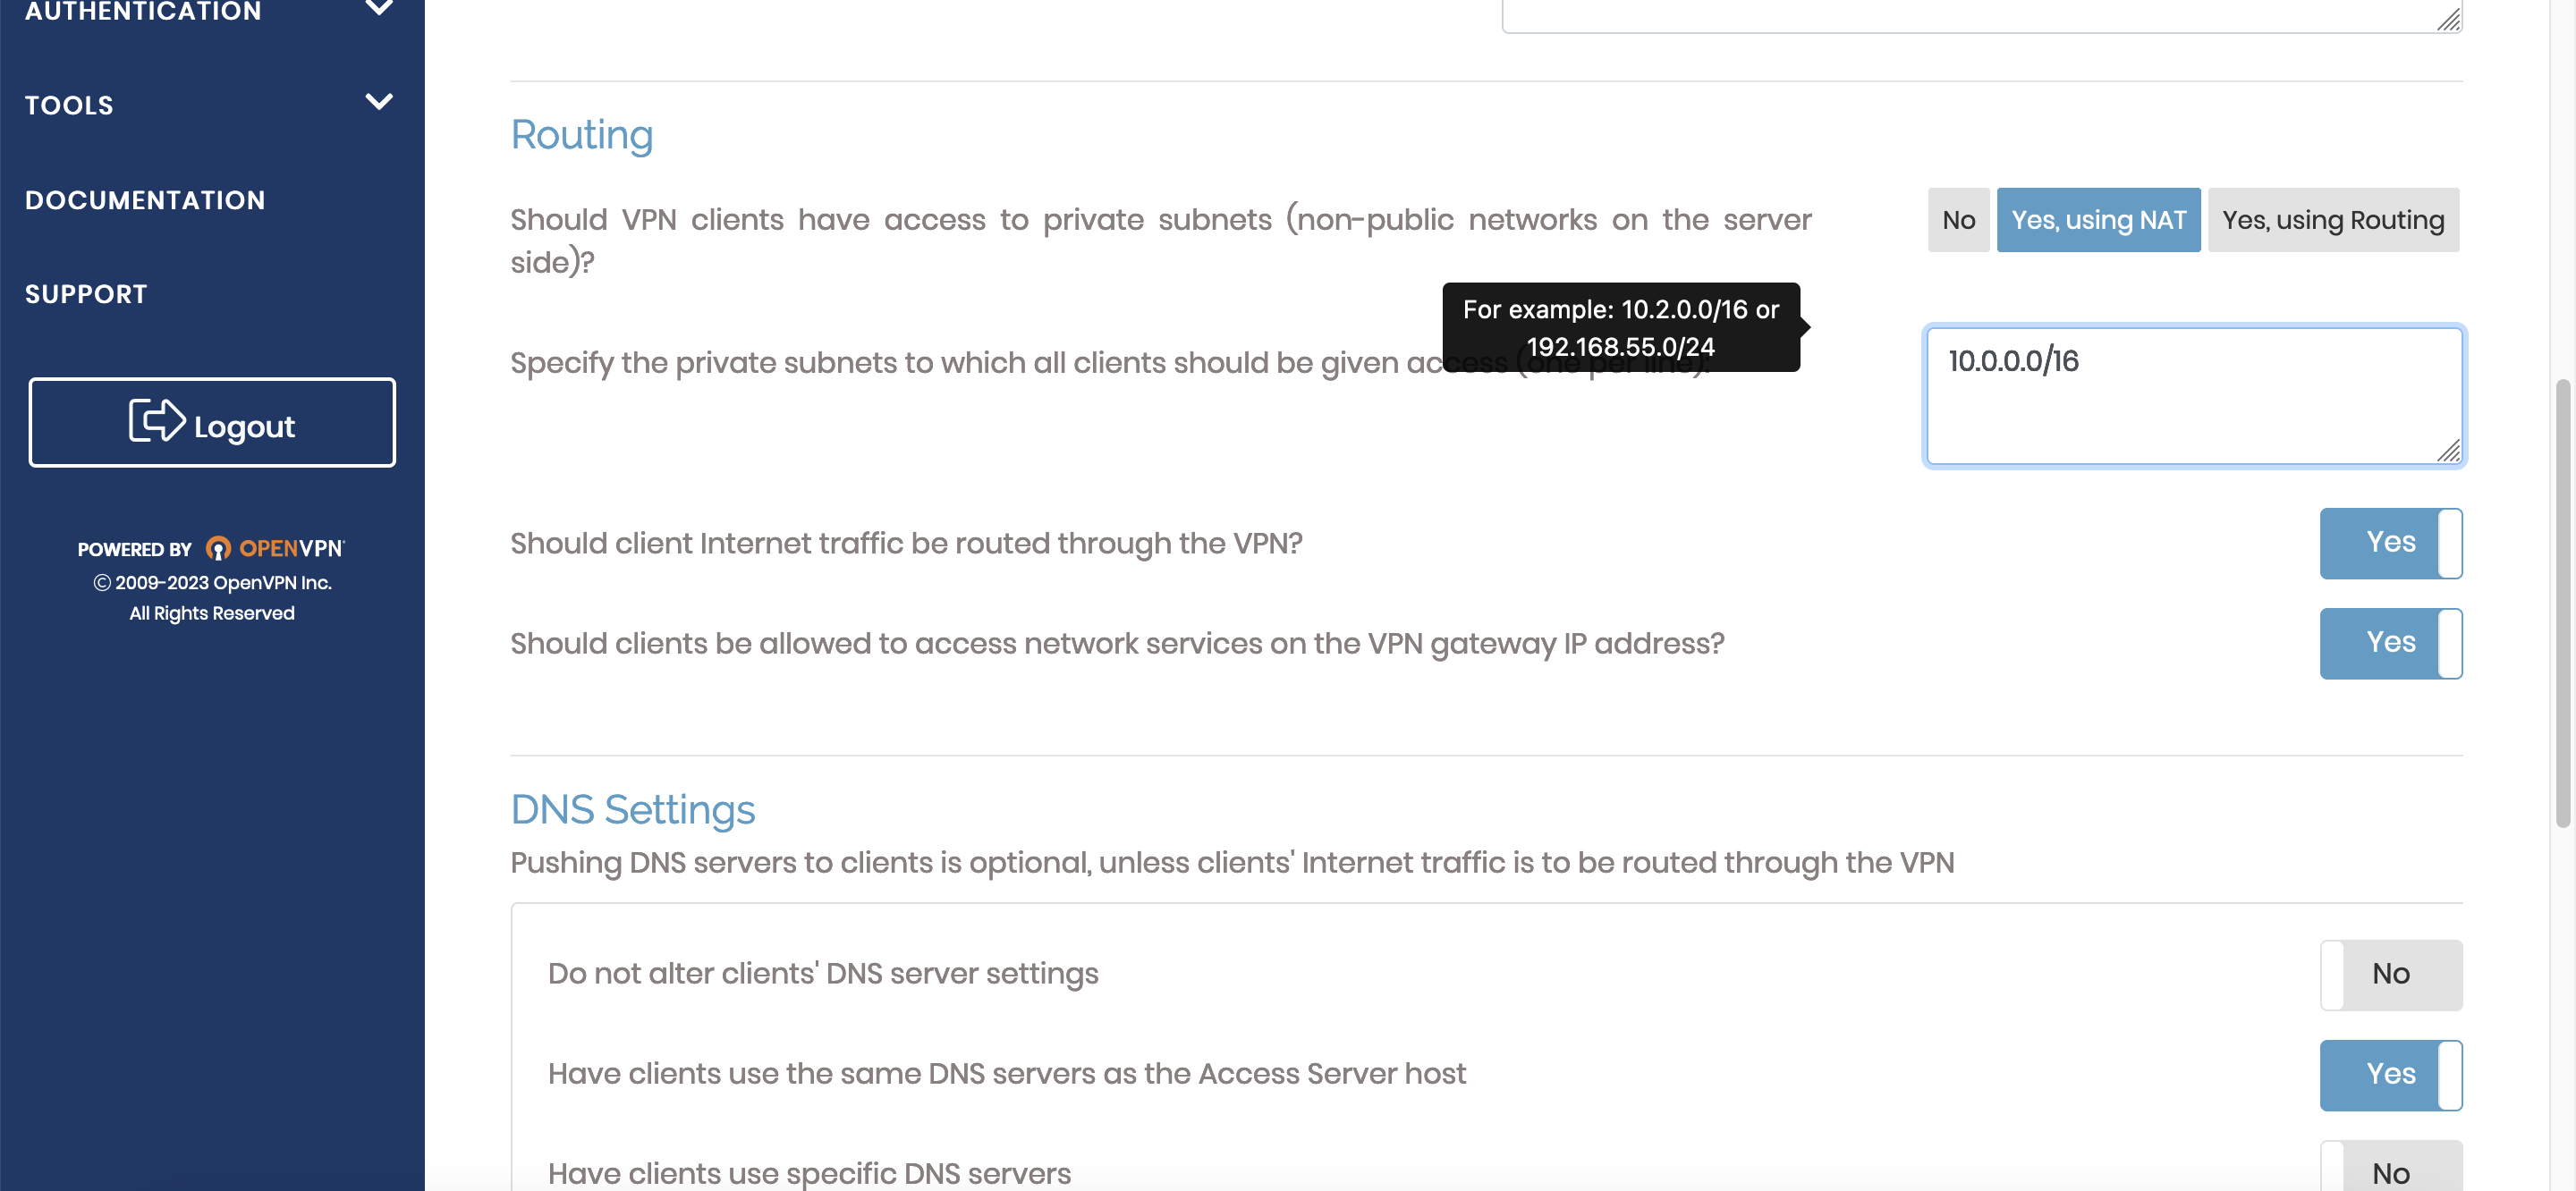 AUTHENTICATION
TOOLS
DOCUMENTATION
SUPPORT
Logout
POWERED BY OPENVPN
© 2009-2023 OpenVPN Inc.
All Rights Reserved
Routing
Should VPN clients have access to private subnets (non-public networks on the server
side)?
No
Yes, using NAT
Yes, using Routing
For example: 10.2.0.0/16 or
192.168.55.0/24
Specify the private subnets to which all clients should be given access (one per line):
10.0.0.0/16
Should client Internet traffic be routed through the VPN?
Yes
Should clients be allowed to access network services on the VPN gateway IP address?
Yes
DNS Settings
Pushing DNS servers to clients is optional, unless clients' Internet traffic is to be routed through the VPN
Do not alter clients' DNS server settings
No
Have clients use the same DNS servers as the Access Server host
Yes
Have clients use specific DNS servers
No